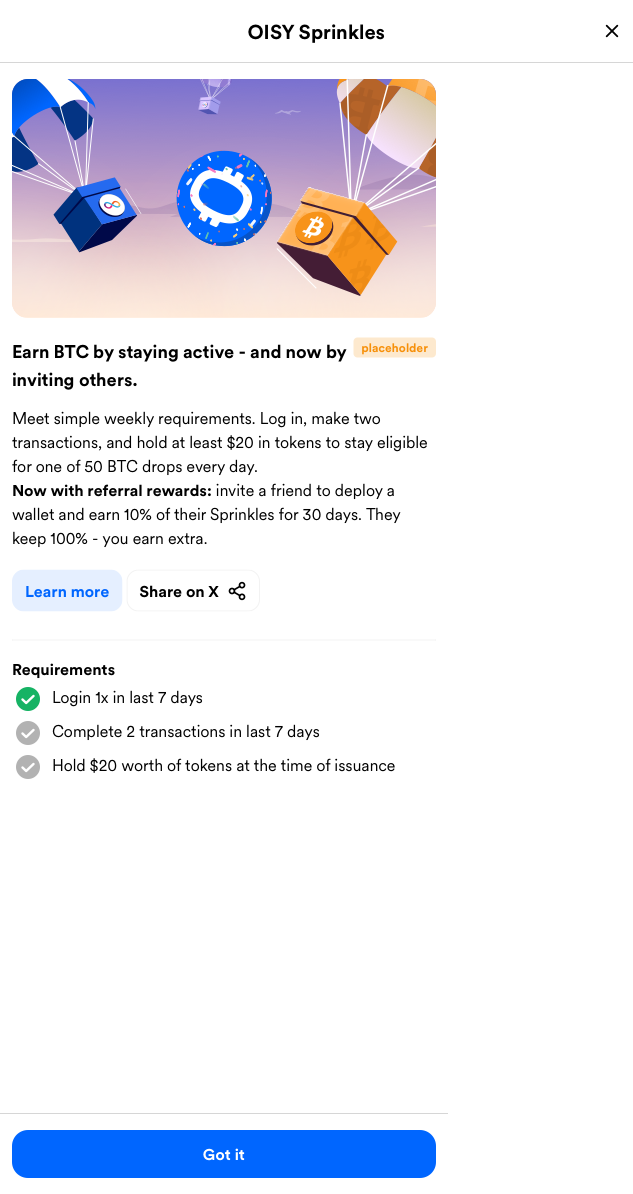 OISY Sprinkles
Earn BTC by staying active - and now by
inviting others.
placeholder
Meet simple weekly requirements. Log in, make two
transactions, and hold at least $20 in tokens to stay eligible
for one of 50 BTC drops every day.
Now with referral rewards: invite a friend to deploy a
wallet and earn 10% of their Sprinkles for 30 days. They
keep 100% - you earn extra.
Learn more
Share on X
Requirements
Login 1x in last 7 days
Complete 2 transactions in last 7 days
Hold $20 worth of tokens at the time of issuance
Got it